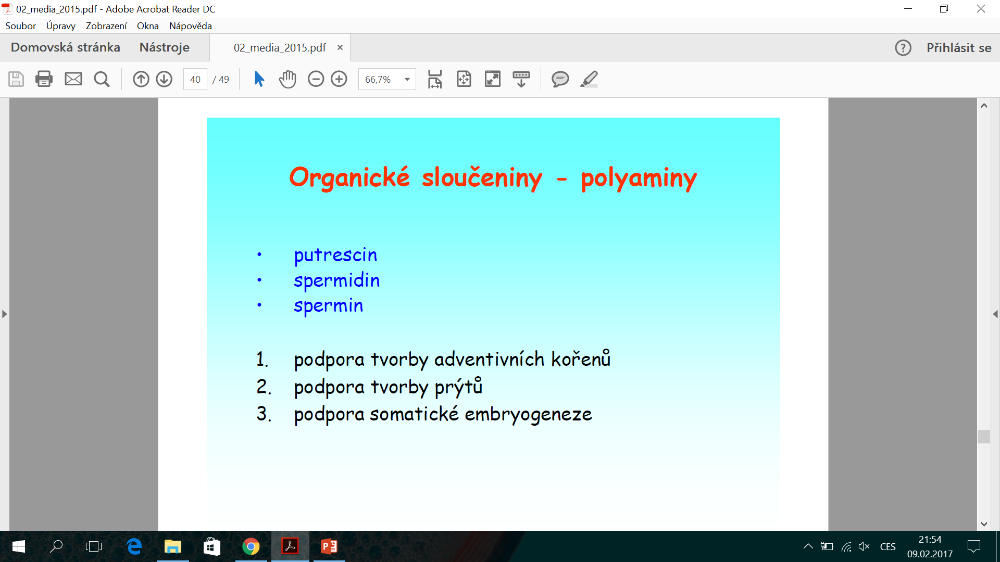 02_media_2015.pdf - Adobe Acrobat Reader DC
Soubor Úpravy Zobrazení Okna Nápověda
Domovská stránka Nástroje 02_media_2015.pdf × ? Přihlásit se
40 / 49 66,7%
Organické sloučeniny - polyaminy
• putrescin
• spermidin
• spermin
1. podpora tvorby adventivních kořenů
2. podpora tvorby prýtů
3. podpora somatické embryogeneze
CES 21:54
09.02.2017